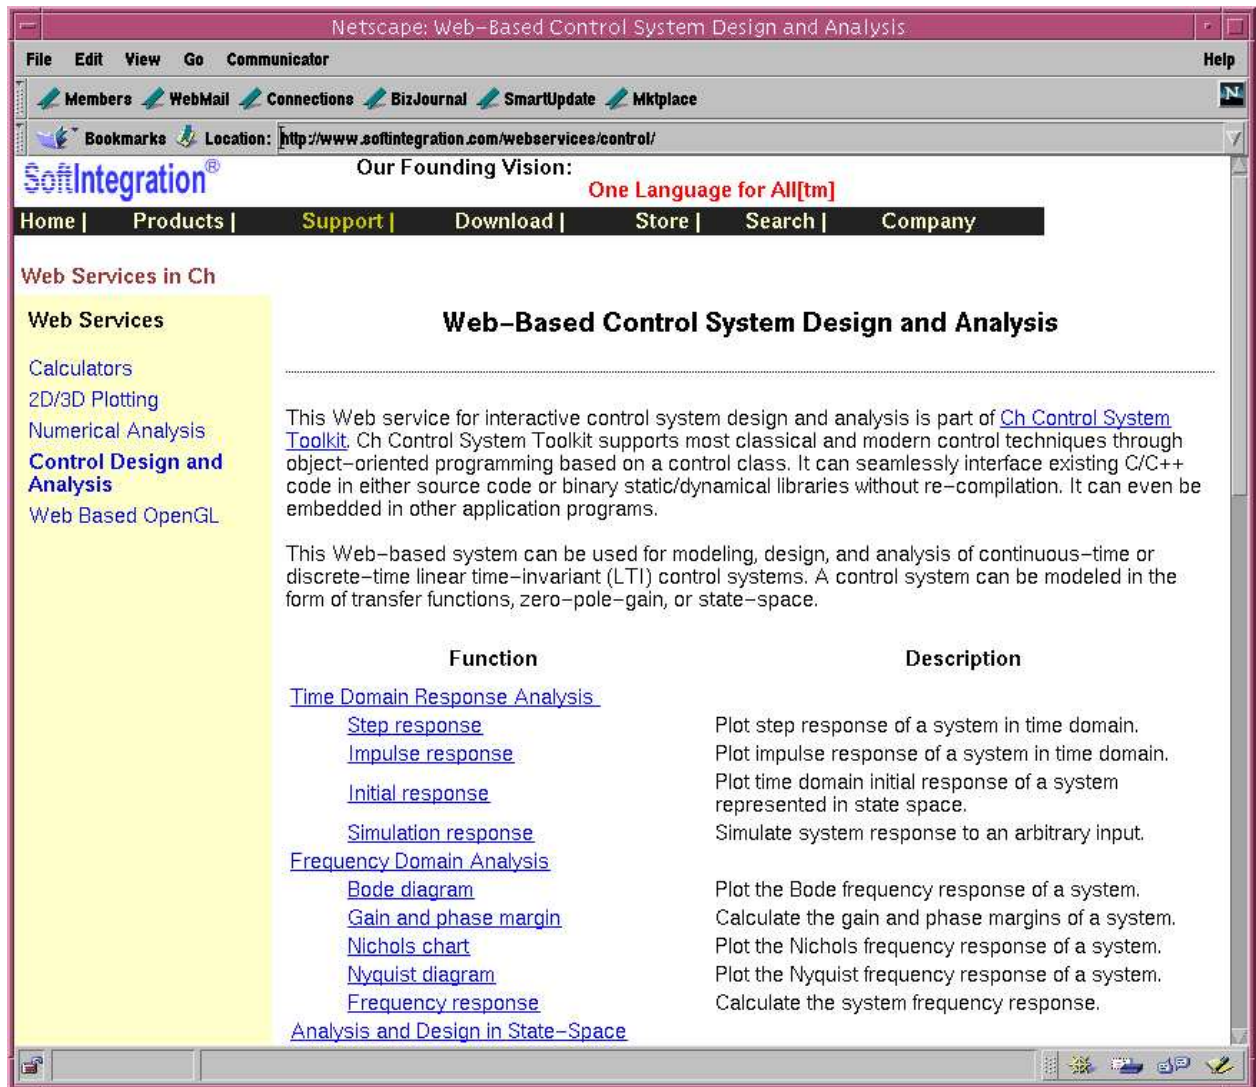 Netscape: Web-Based Control System Design and Analysis
File Edit View Go Communicator Help
Members WebMail Connections BizJournal SmartUpdate Mktplace
N
Bookmarks Location: http://www.softintegration.com/webservices/control/
SoftIntegration®
Our Founding Vision:
One Language for All[tm]
Home | Products | Support | Download | Store | Search | Company
Web Services in Ch
Web Services
Calculators
2D/3D Plotting
Numerical Analysis
Control Design and
Analysis
Web Based OpenGL
Web-Based Control System Design and Analysis
This Web service for interactive control system design and analysis is part of Ch Control System
Toolkit. Ch Control System Toolkit supports most classical and modern control techniques through
object-oriented programming based on a control class. It can seamlessly interface existing C/C++
code in either source code or binary static/dynamical libraries without re-compilation. It can even be
embedded in other application programs.
This Web-based system can be used for modeling, design, and analysis of continuous-time or
discrete-time linear time-invariant (LTI) control systems. A control system can be modeled in the
form of transfer functions, zero-pole-gain, or state-space.
Function Description
Time Domain Response Analysis
Step response Plot step response of a system in time domain.
Impulse response Plot impulse response of a system in time domain.
Initial response Plot time domain initial response of a system
represented in state space.
Simulation response Simulate system response to an arbitrary input.
Frequency Domain Analysis
Bode diagram Plot the Bode frequency response of a system.
Gain and phase margin Calculate the gain and phase margins of a system.
Nichols chart Plot the Nichols frequency response of a system.
Nyquist diagram Plot the Nyquist frequency response of a system.
Frequency response Calculate the system frequency response.
Analysis and Design in State-Space